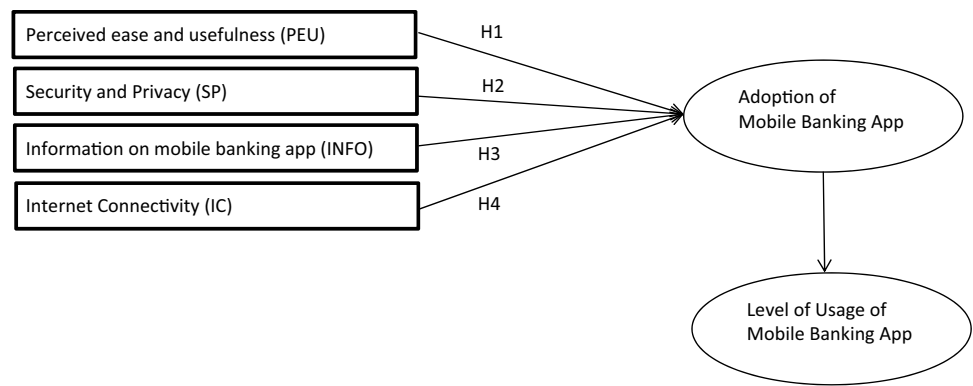 Perceived ease and usefulness (PEU)
H1
Security and Privacy (SP)
H2
Information on mobile banking app (INFO)
H3
Internet Connectivity (IC)
H4
Adoption of
Mobile Banking App
Level of Usage of
Mobile Banking App